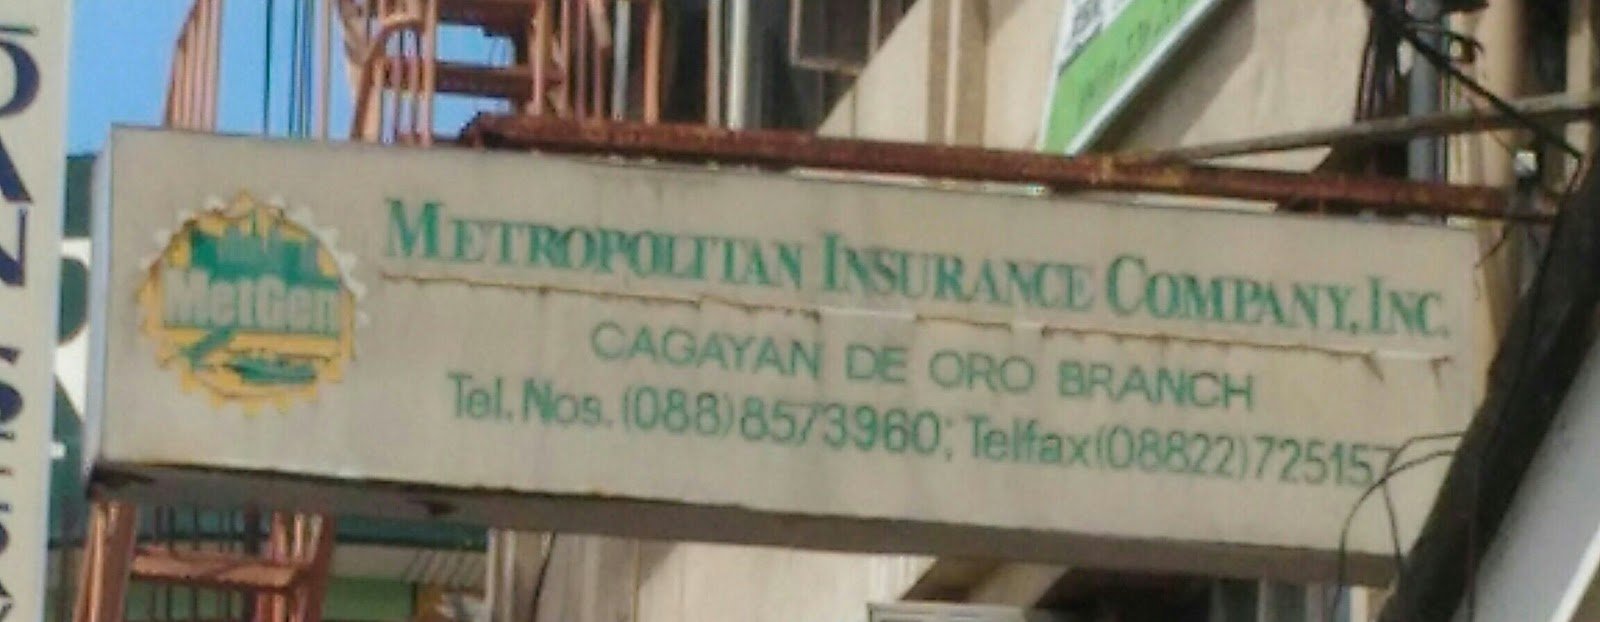 MetGen
METROPOLITAN INSURANCE COMPANY, INC.
CAGAYAN DE ORO BRANCH
Tel. Nos. (088)8573960; Telfax(08822)725157